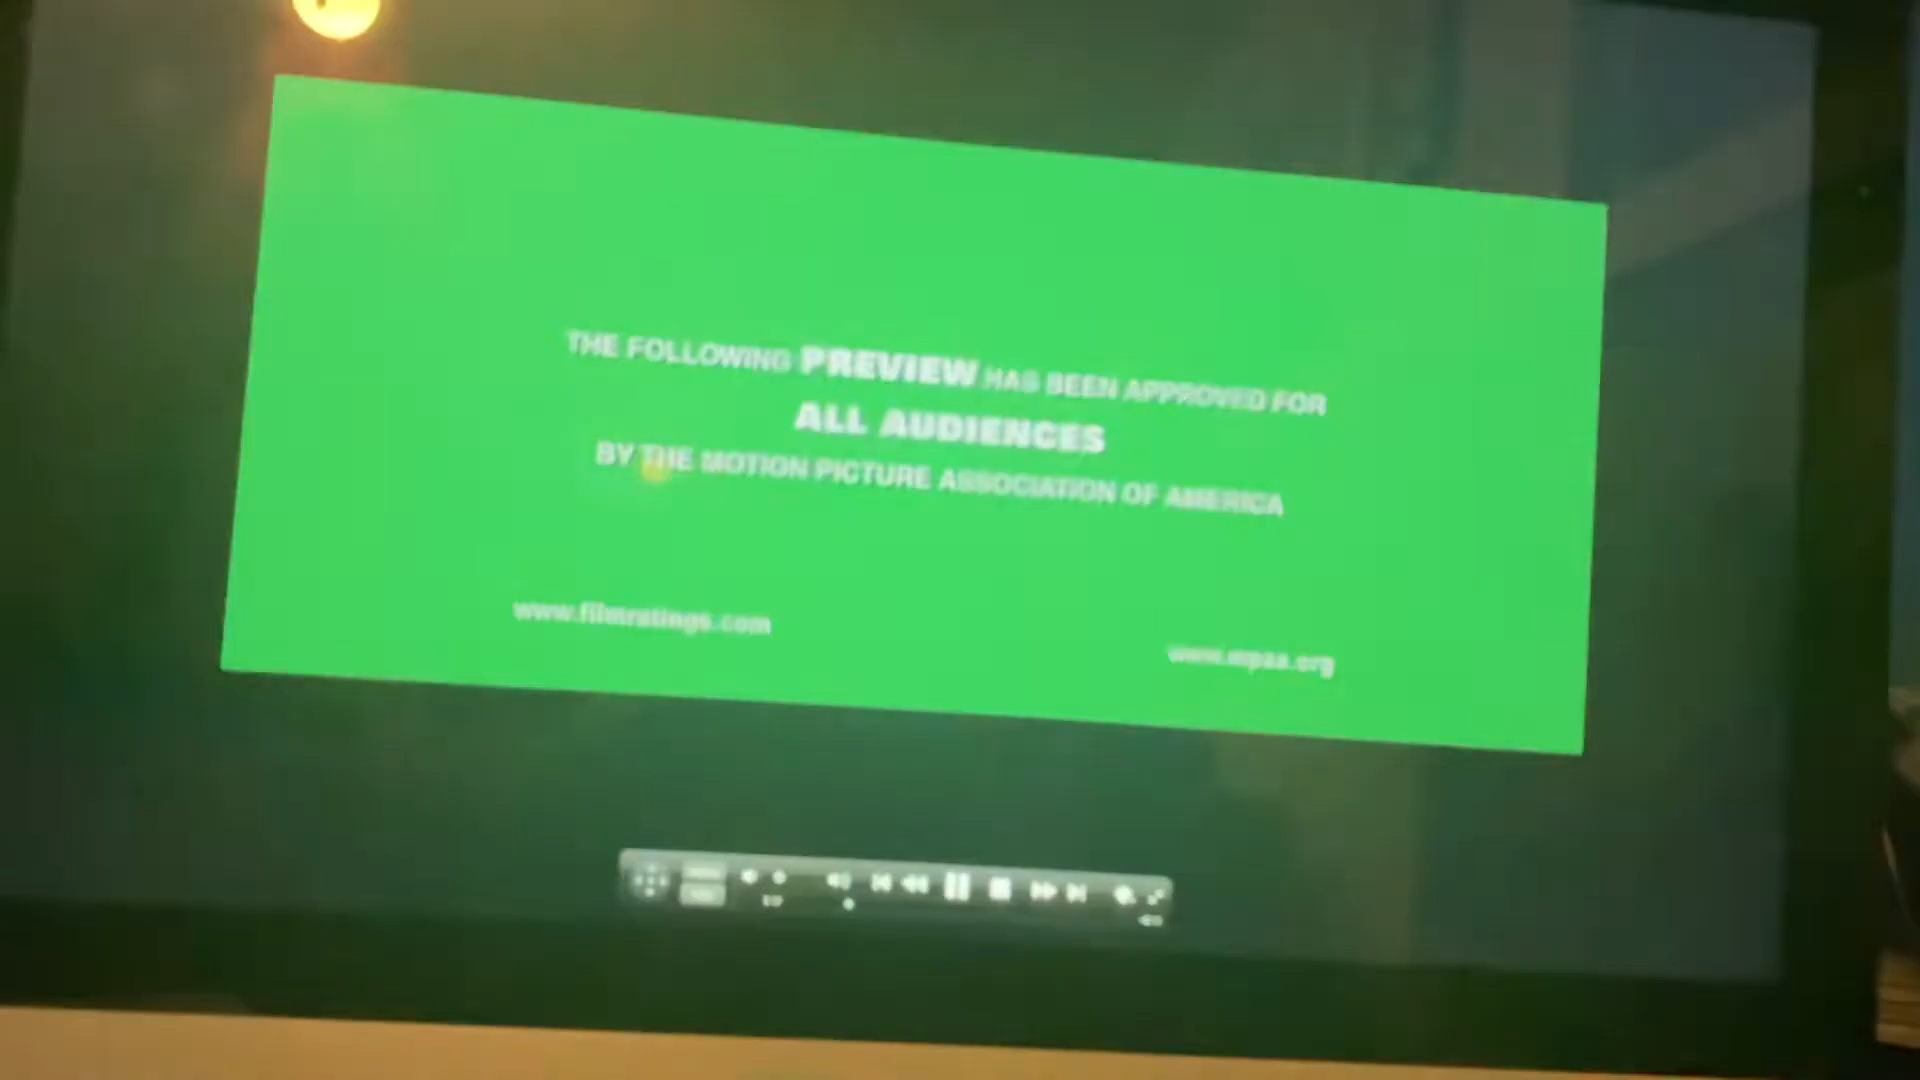 THE FOLLOWING PREVIEW HAS BEEN APPROVED FOR
ALL AUDIENCES
BY THE MOTION PICTURE ASSOCIATION OF AMERICA
www.filmratings.com
www.mpaa.org